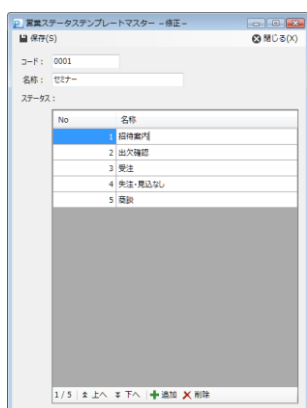 営業ステータステンプレートマスター －修正－
保存(S) 閉じる(X)
コード： 0001
名称： セミナー
ステータス：
No 名称
1 招待案内
2 出欠確認
3 受注
4 失注・見込なし
5 商談
1 / 5 上へ 下へ 追加 削除